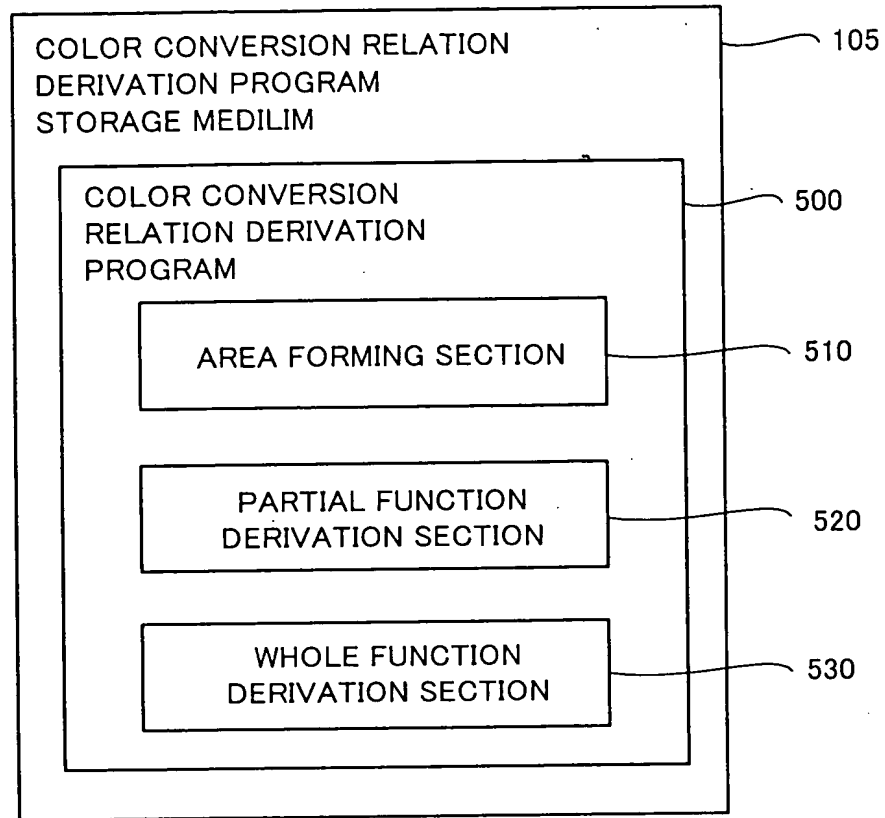 COLOR CONVERSION RELATION
DERIVATION PROGRAM
STORAGE MEDILIM
105
COLOR CONVERSION
RELATION DERIVATION
PROGRAM
500
AREA FORMING SECTION
510
PARTIAL FUNCTION
DERIVATION SECTION
520
WHOLE FUNCTION
DERIVATION SECTION
530